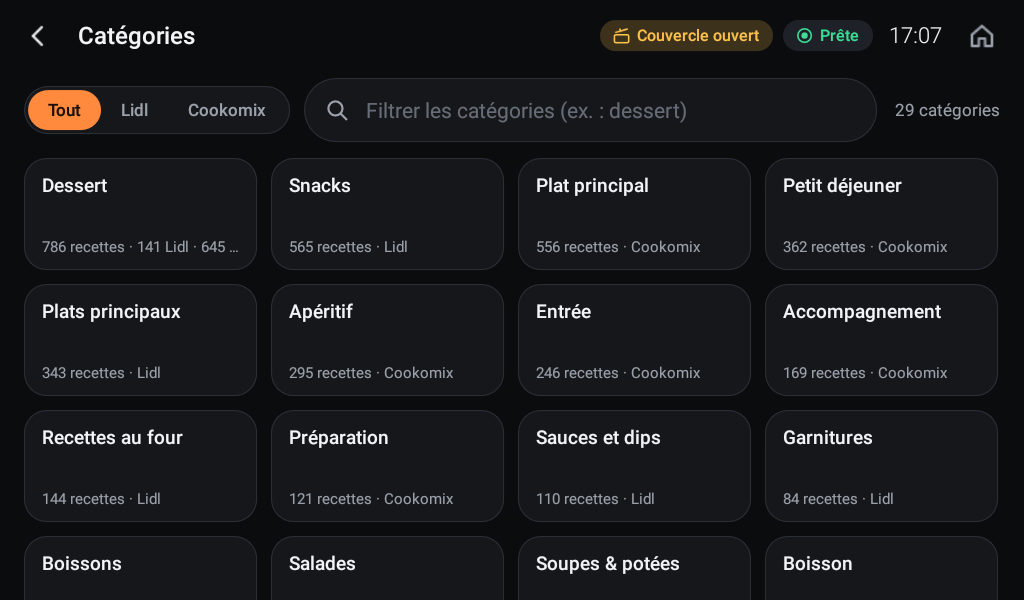 Catégories
Couvercle ouvert
Prête
17:07
Tout
Lidl
Cookomix
Filtrer les catégories (ex. : dessert)
29 catégories
Dessert
786 recettes · 141 Lidl · 645 …
Snacks
565 recettes · Lidl
Plat principal
556 recettes · Cookomix
Petit déjeuner
362 recettes · Cookomix
Plats principaux
343 recettes · Lidl
Apéritif
295 recettes · Cookomix
Entrée
246 recettes · Cookomix
Accompagnement
169 recettes · Cookomix
Recettes au four
144 recettes · Lidl
Préparation
121 recettes · Cookomix
Sauces et dips
110 recettes · Lidl
Garnitures
84 recettes · Lidl
Boissons
Salades
Soupes & potées
Boisson